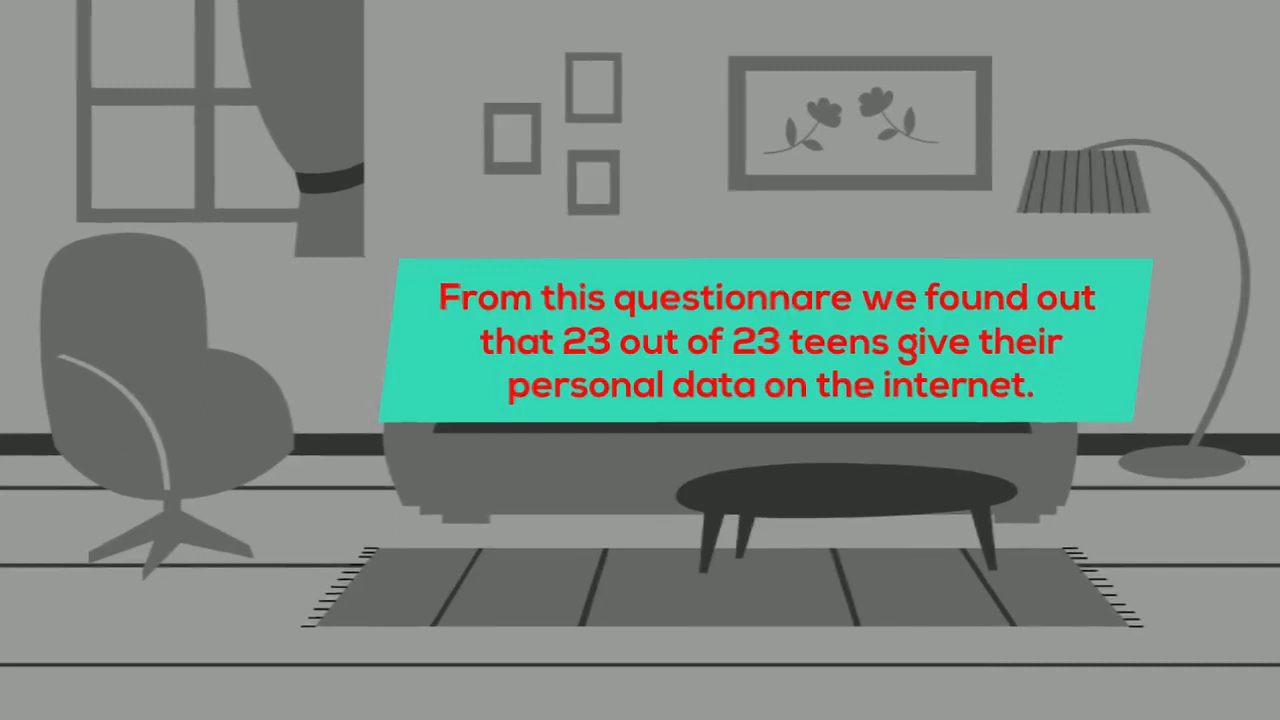 From this questionnare we found out
that 23 out of 23 teens give their
personal data on the internet.